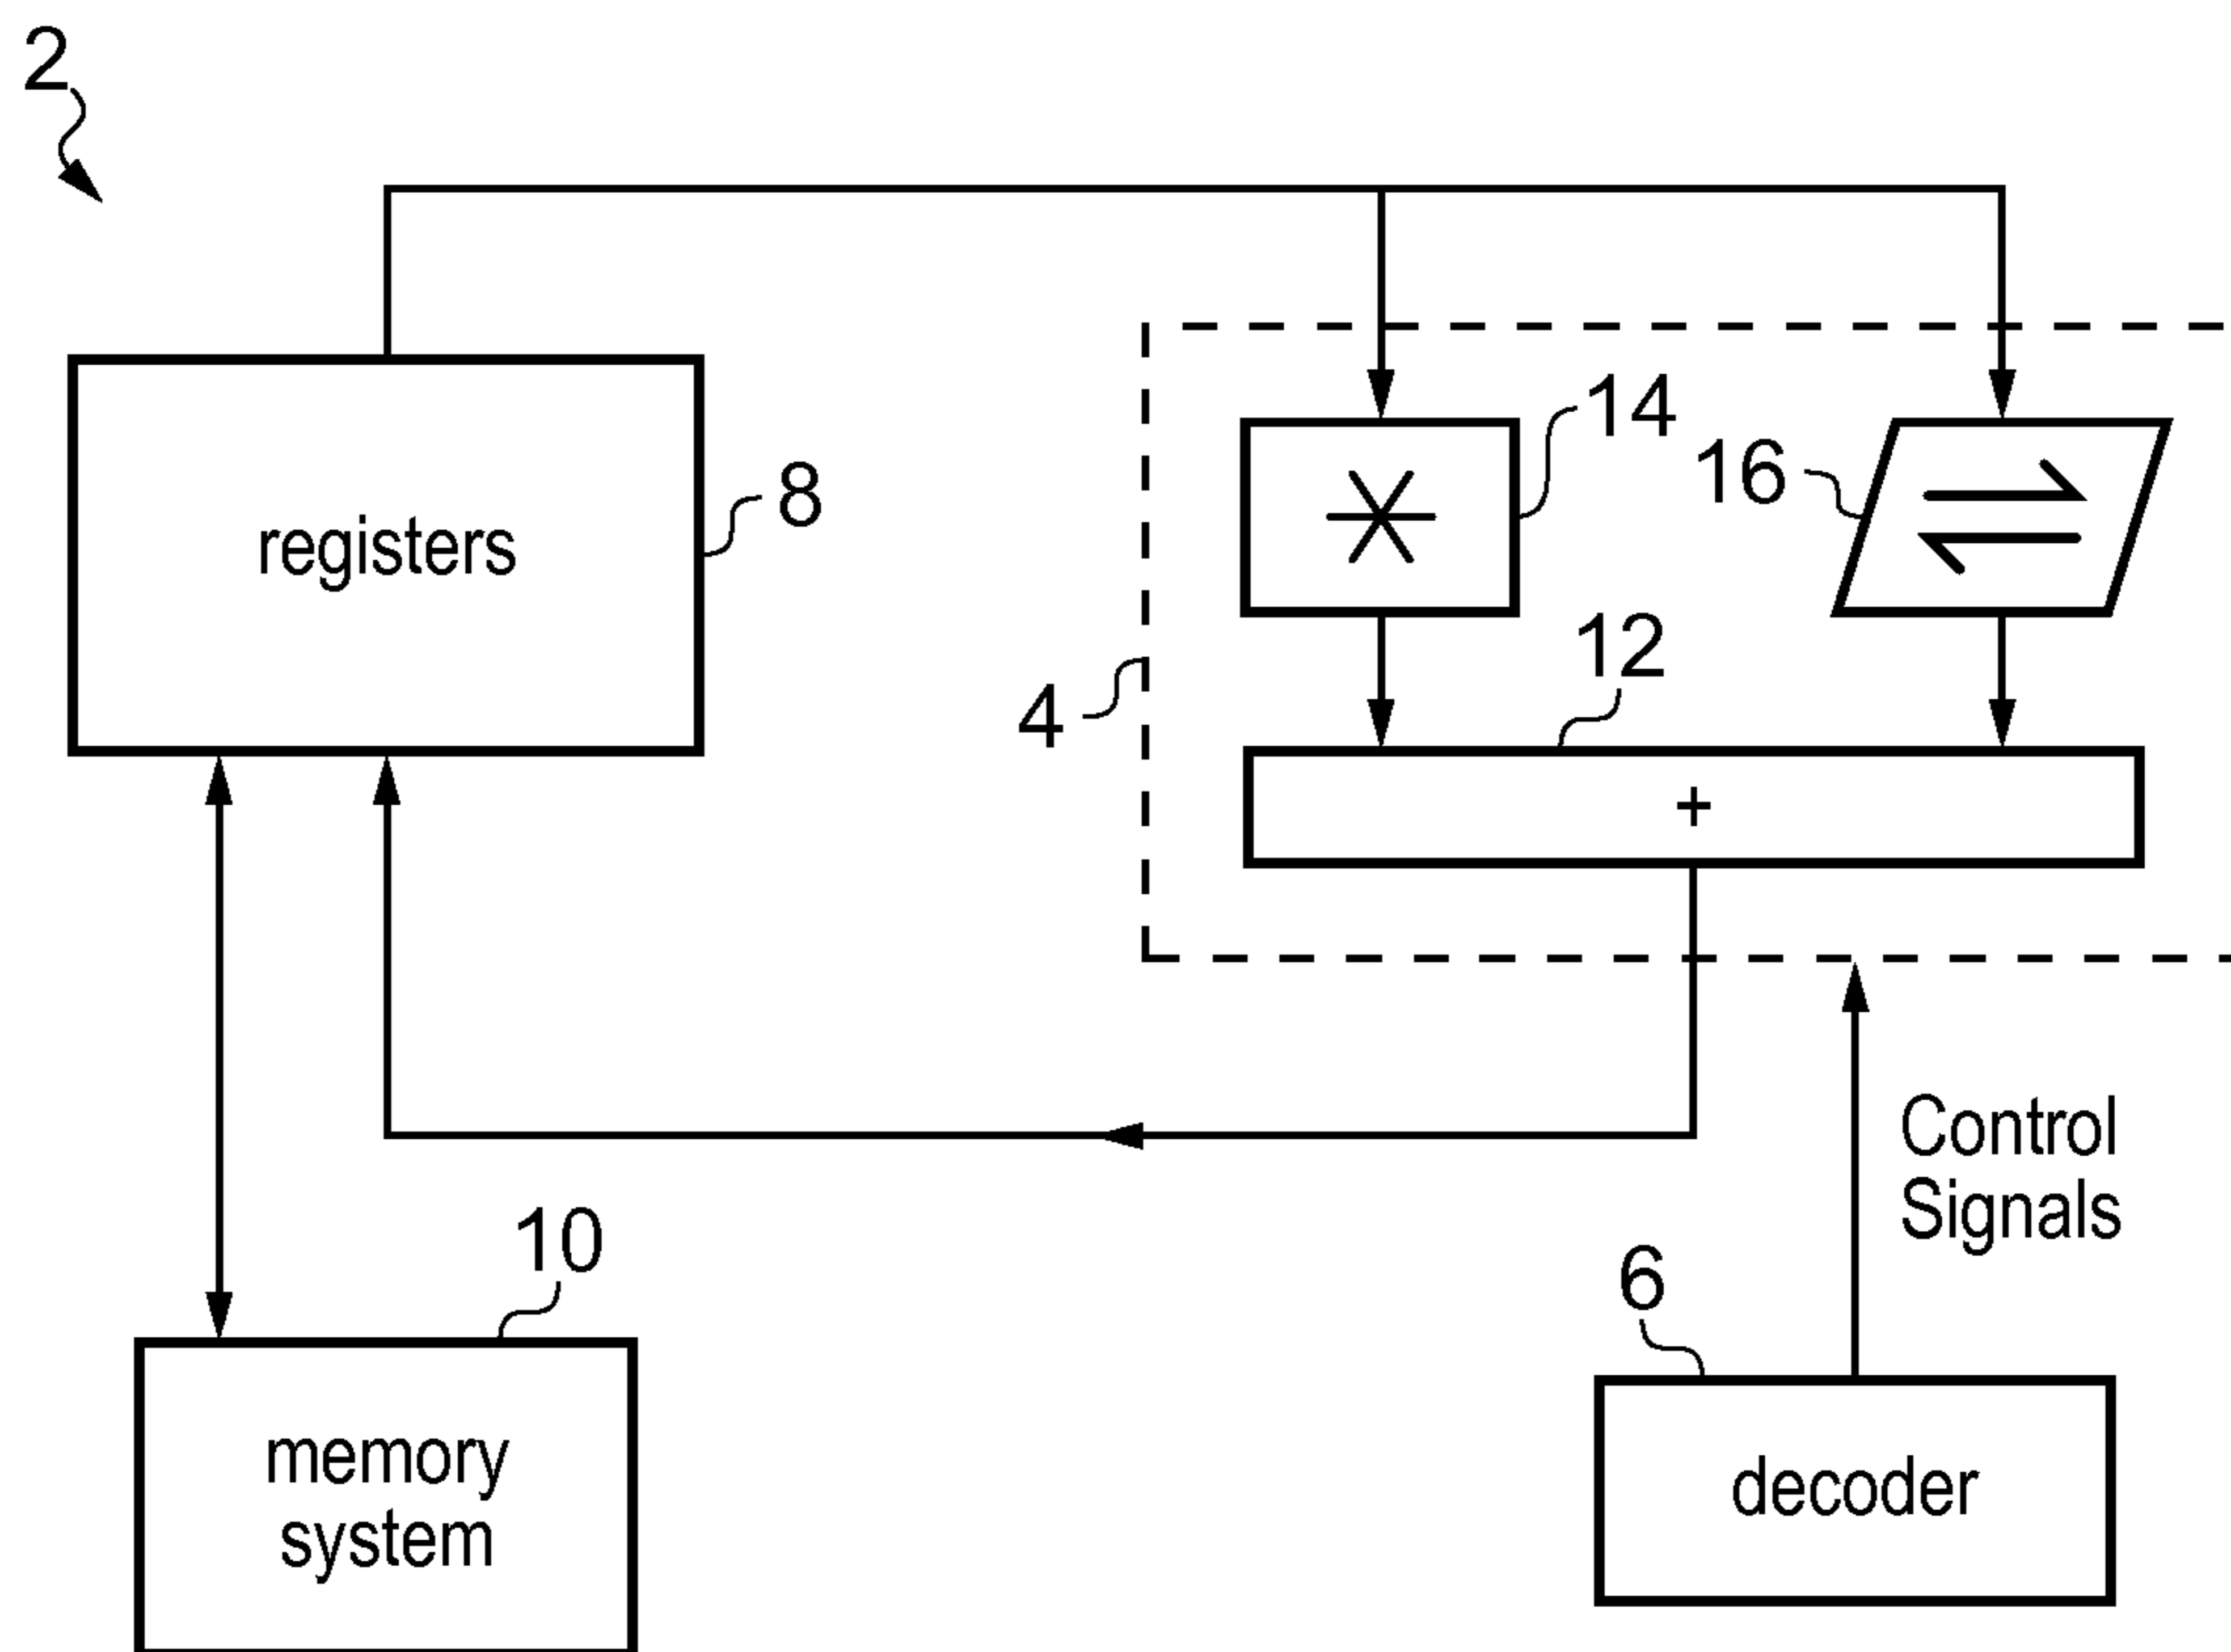 2
14
16
registers
8
12
4
+
Control
Signals
10
6
memory
system
decoder